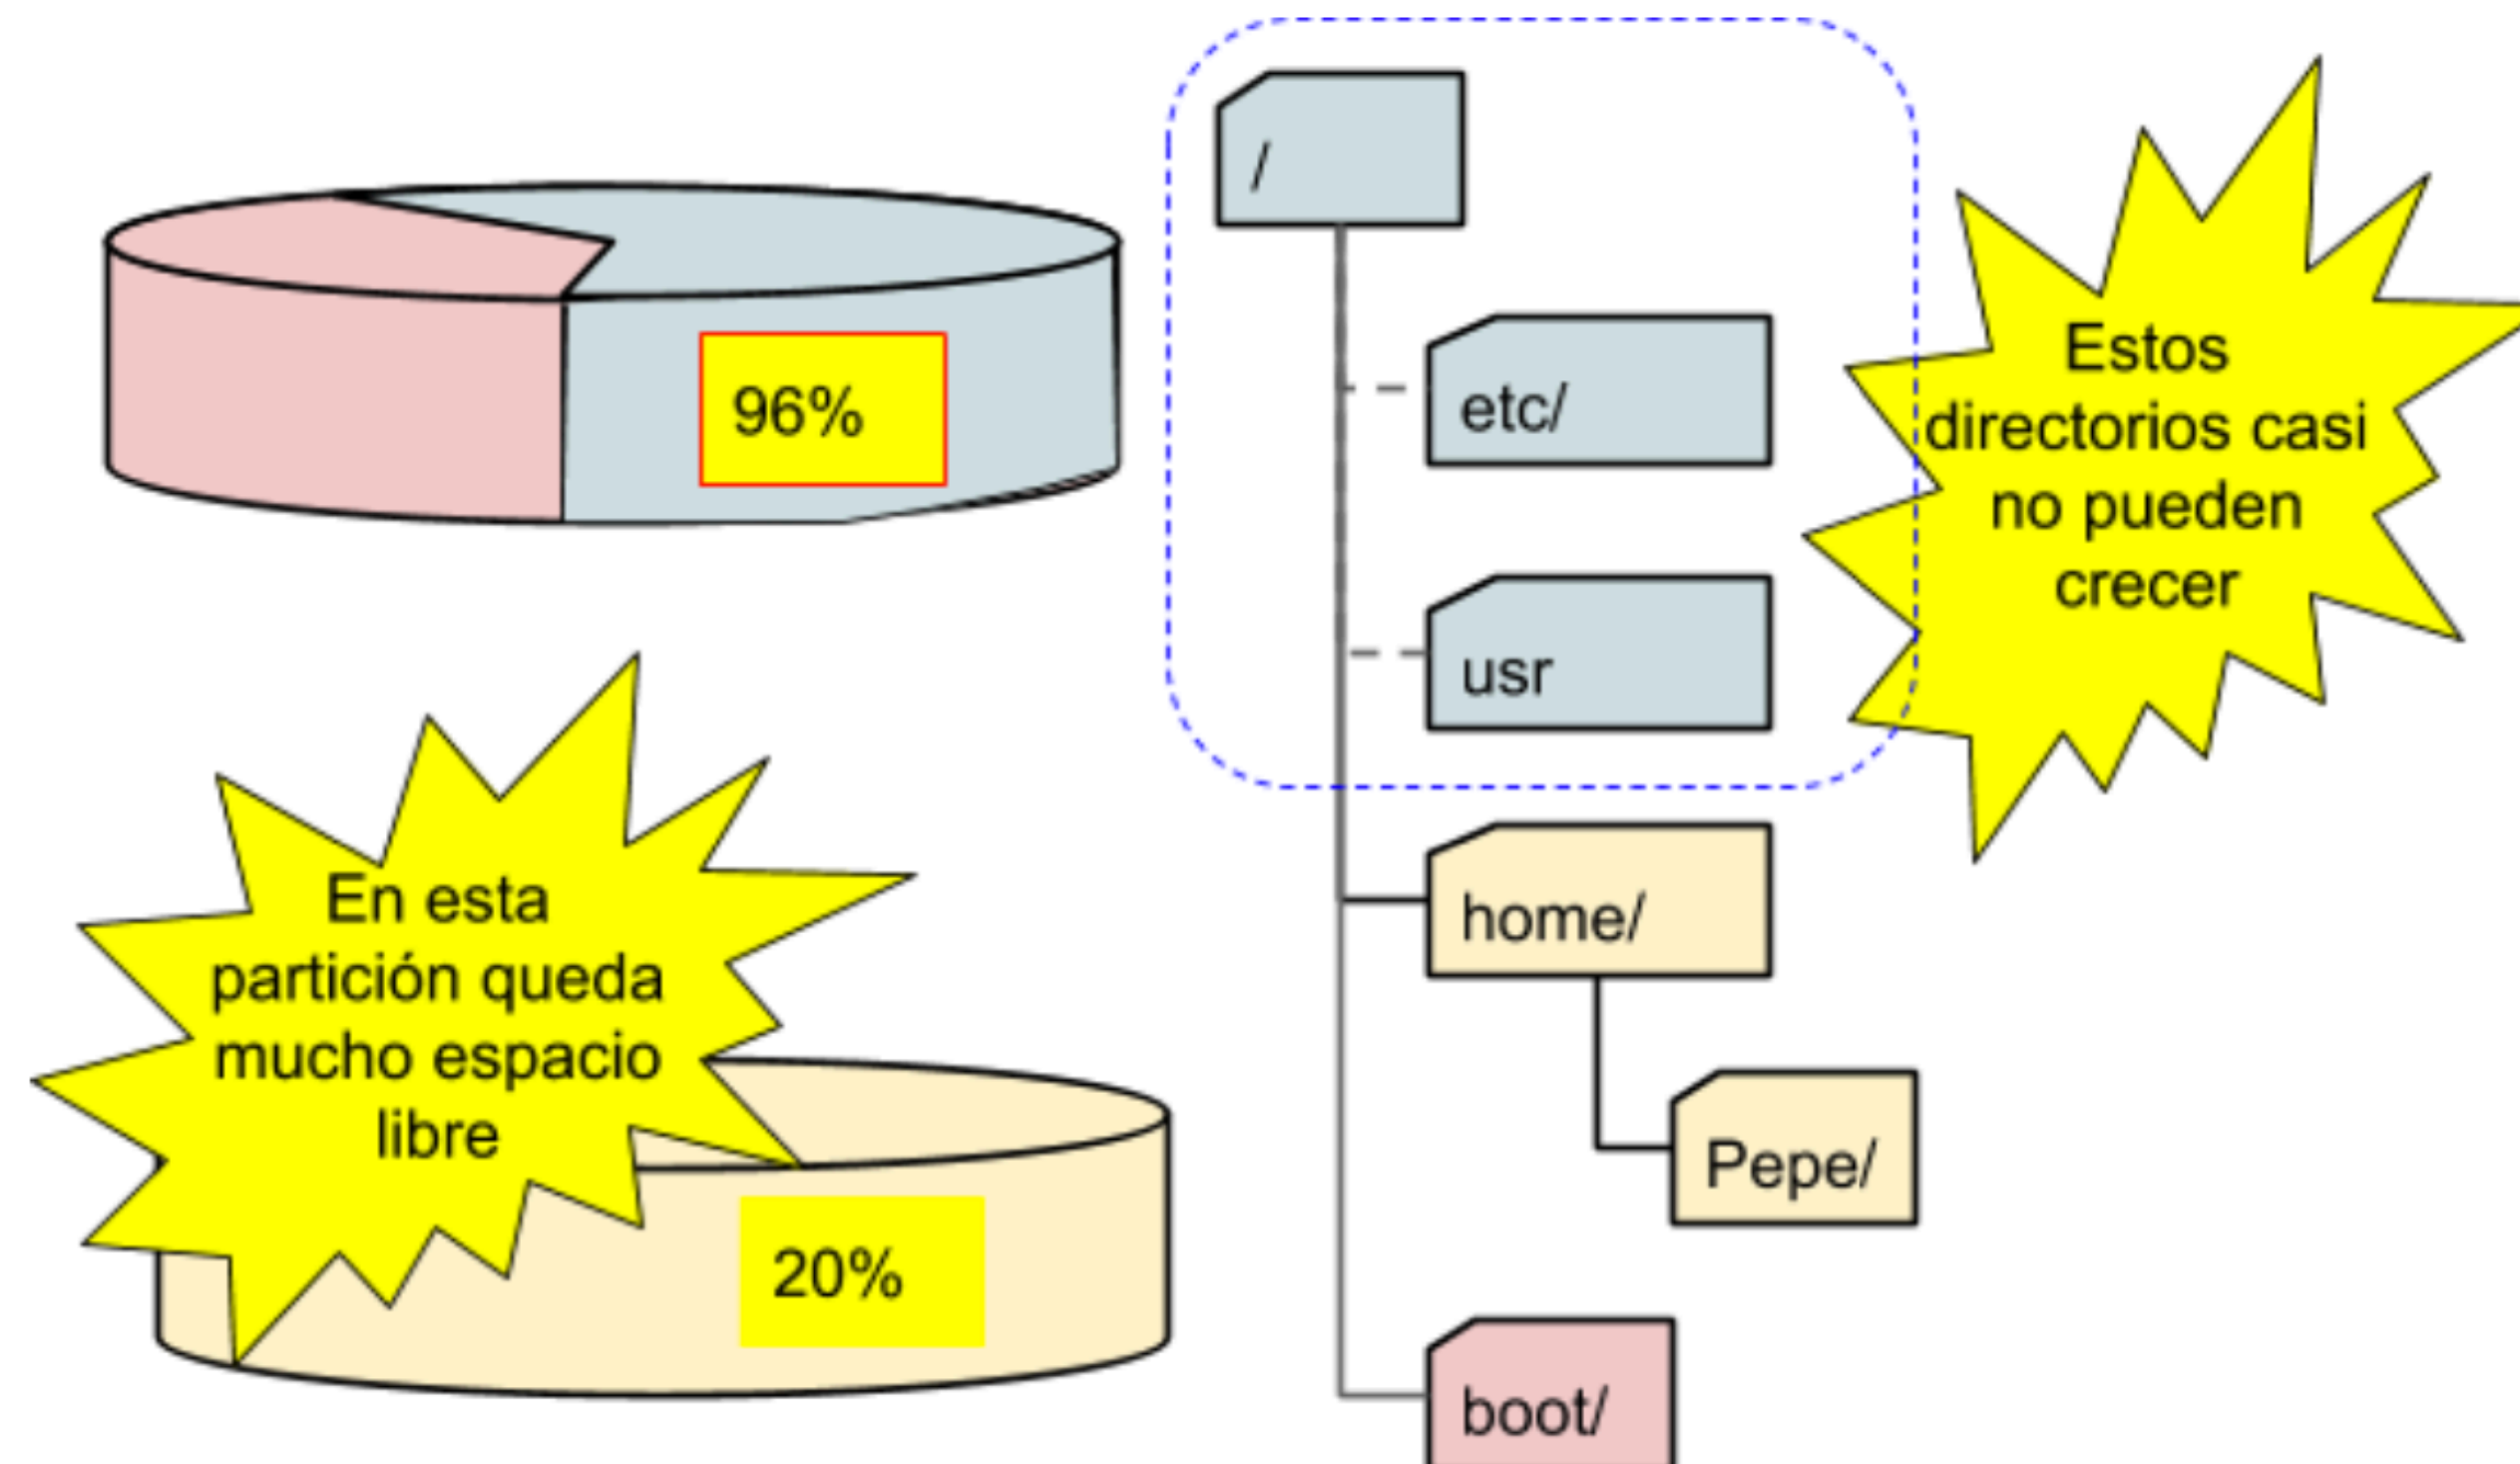 /
96%
etc/
Estos
directorios casi
no pueden
crecer
usr
En esta
partición queda
mucho espacio
libre
home/
Pepe/
20%
boot/